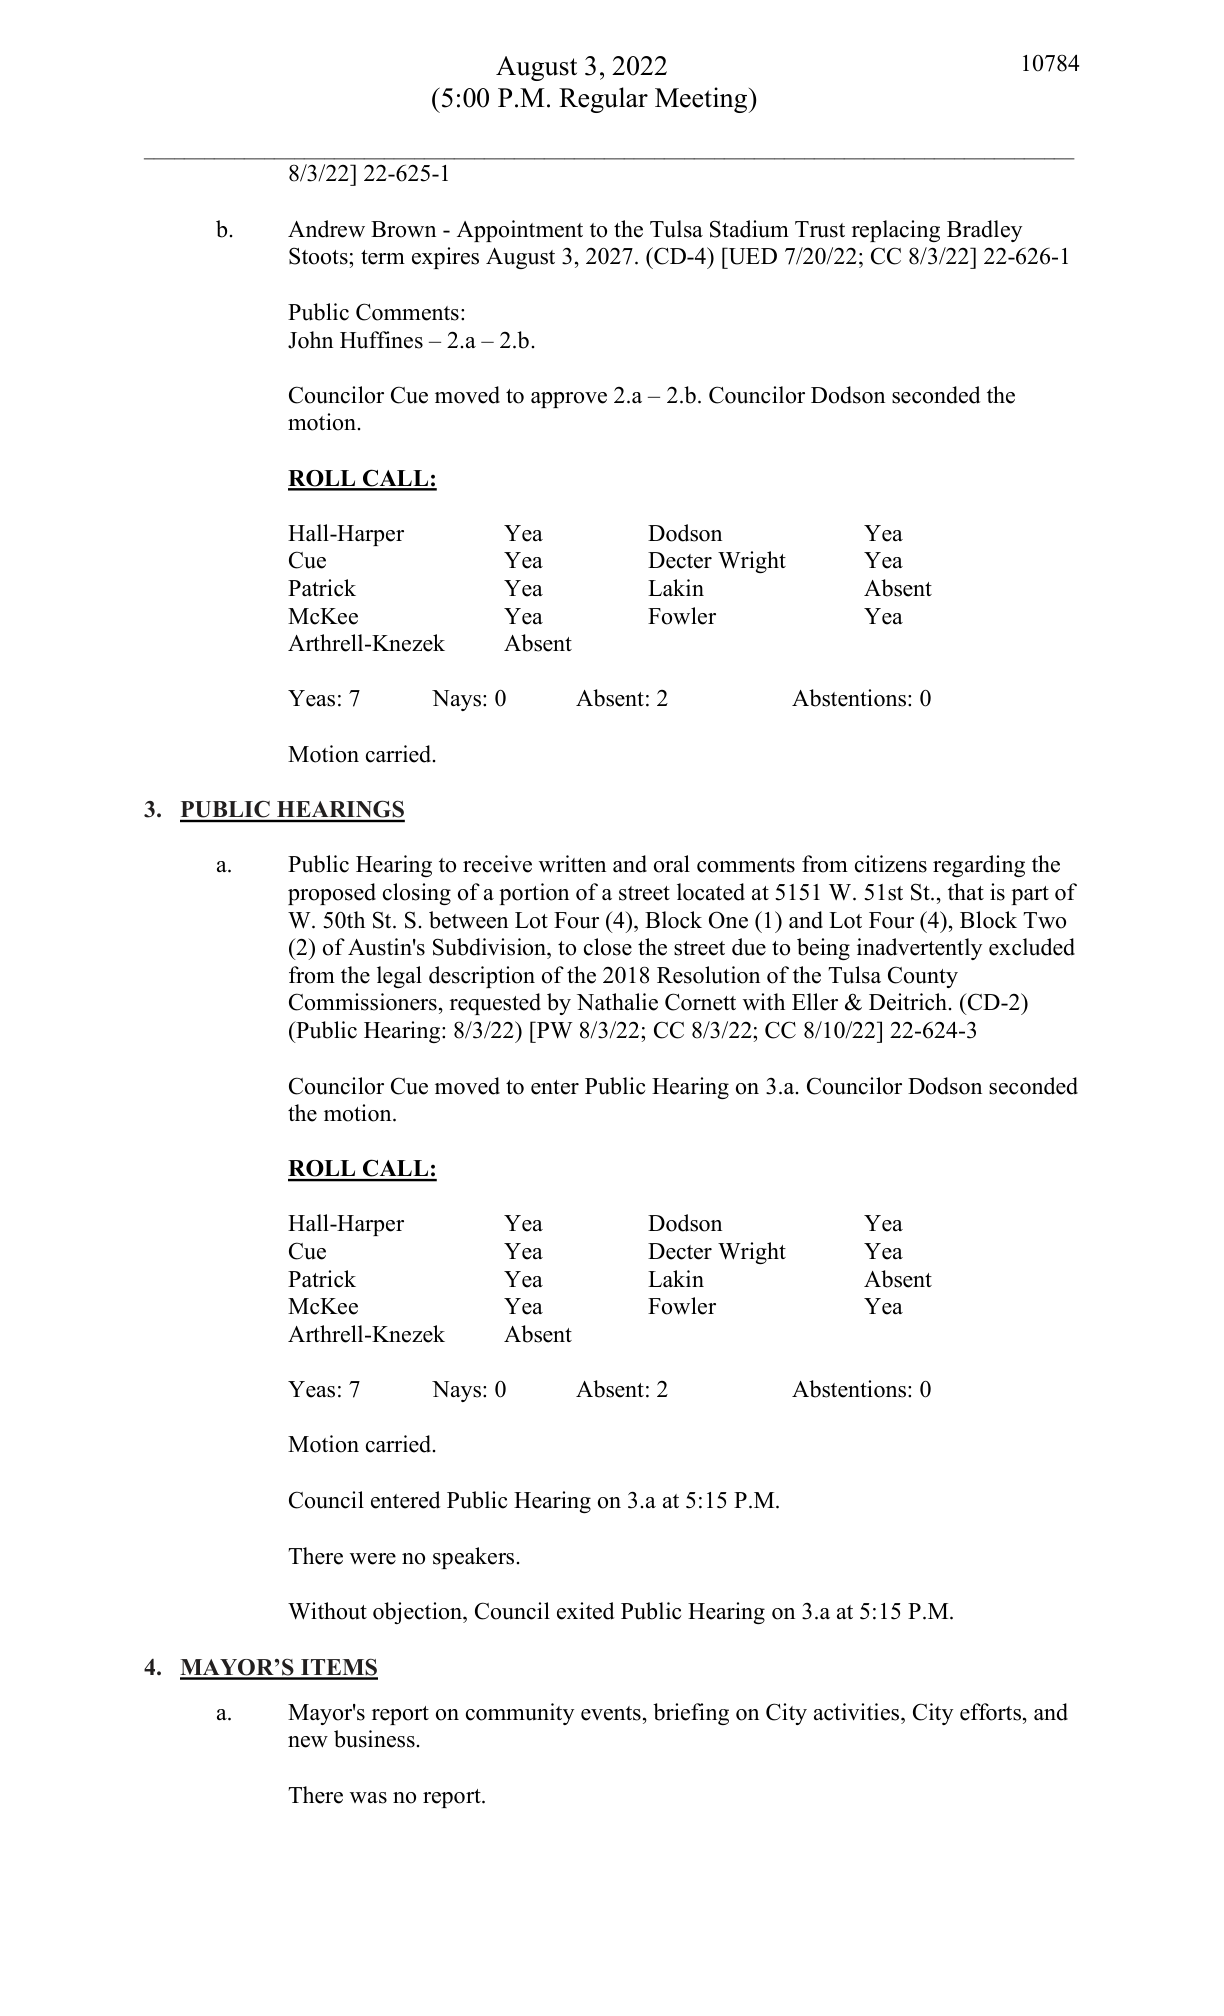 August 3, 2022
10784
(5:00 P.M. Regular Meeting)
8/3/22] 22-625-1
b. Andrew Brown - Appointment to the Tulsa Stadium Trust replacing Bradley
Stoots; term expires August 3, 2027. (CD-4) [UED 7/20/22; CC 8/3/22] 22-626-1
Public Comments:
John Huffines – 2.a – 2.b.
Councilor Cue moved to approve 2.a – 2.b. Councilor Dodson seconded the
motion.
ROLL CALL:
Hall-Harper Yea Dodson Yea
Cue Yea Decter Wright Yea
Patrick Yea Lakin Absent
McKee Yea Fowler Yea
Arthrell-Knezek Absent
Yeas: 7 Nays: 0 Absent: 2 Abstentions: 0
Motion carried.
3. PUBLIC HEARINGS
a. Public Hearing to receive written and oral comments from citizens regarding the
proposed closing of a portion of a street located at 5151 W. 51st St., that is part of
W. 50th St. S. between Lot Four (4), Block One (1) and Lot Four (4), Block Two
(2) of Austin's Subdivision, to close the street due to being inadvertently excluded
from the legal description of the 2018 Resolution of the Tulsa County
Commissioners, requested by Nathalie Cornett with Eller & Deitrich. (CD-2)
(Public Hearing: 8/3/22) [PW 8/3/22; CC 8/3/22; CC 8/10/22] 22-624-3
Councilor Cue moved to enter Public Hearing on 3.a. Councilor Dodson seconded
the motion.
ROLL CALL:
Hall-Harper Yea Dodson Yea
Cue Yea Decter Wright Yea
Patrick Yea Lakin Absent
McKee Yea Fowler Yea
Arthrell-Knezek Absent
Yeas: 7 Nays: 0 Absent: 2 Abstentions: 0
Motion carried.
Council entered Public Hearing on 3.a at 5:15 P.M.
There were no speakers.
Without objection, Council exited Public Hearing on 3.a at 5:15 P.M.
4. MAYOR’S ITEMS
a. Mayor's report on community events, briefing on City activities, City efforts, and
new business.
There was no report.